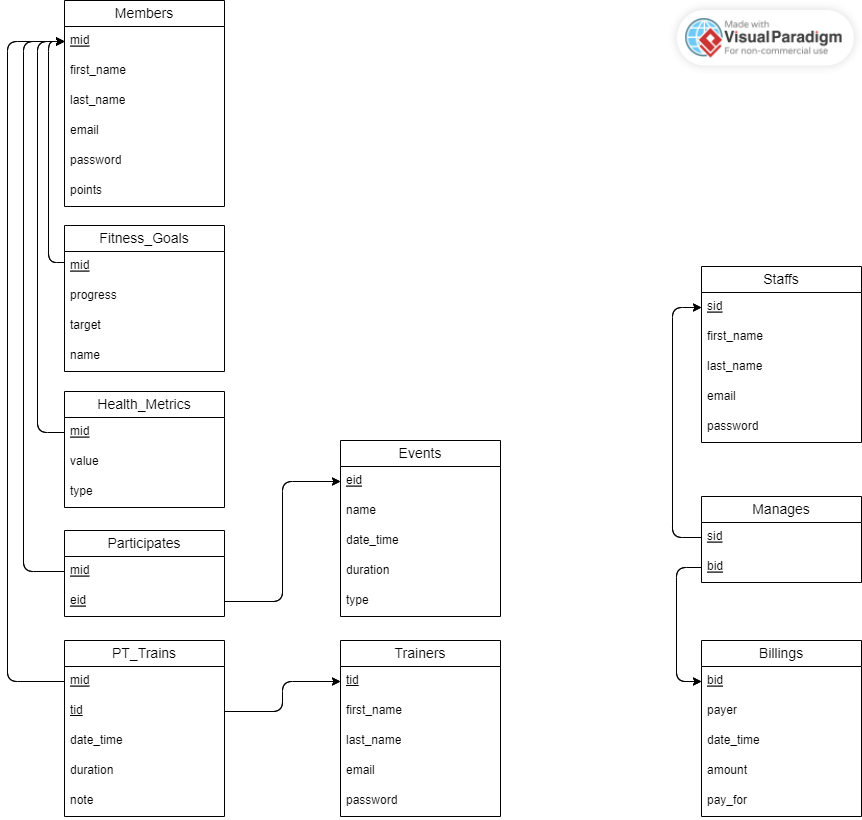 Members
mid
first_name
last_name
email
password
points
Made with
VisualParadigm
For non-commercial use
Fitness_Goals
mid
progress
target
name
Health_Metrics
mid
value
type
Participates
mid
eid
PT_Trains
mid
tid
date_time
duration
note
Events
eid
name
date_time
duration
type
Trainers
tid
first_name
last_name
email
password
Staffs
sid
first_name
last_name
email
password
Manages
sid
bid
Billings
bid
payer
date_time
amount
pay_for